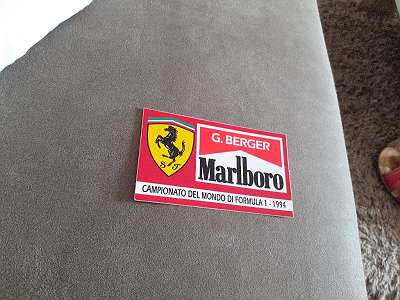 G. BERGER
Marlboro
S F
CAMPIONATO DEL MONDO DI FORMULA 1 - 1994